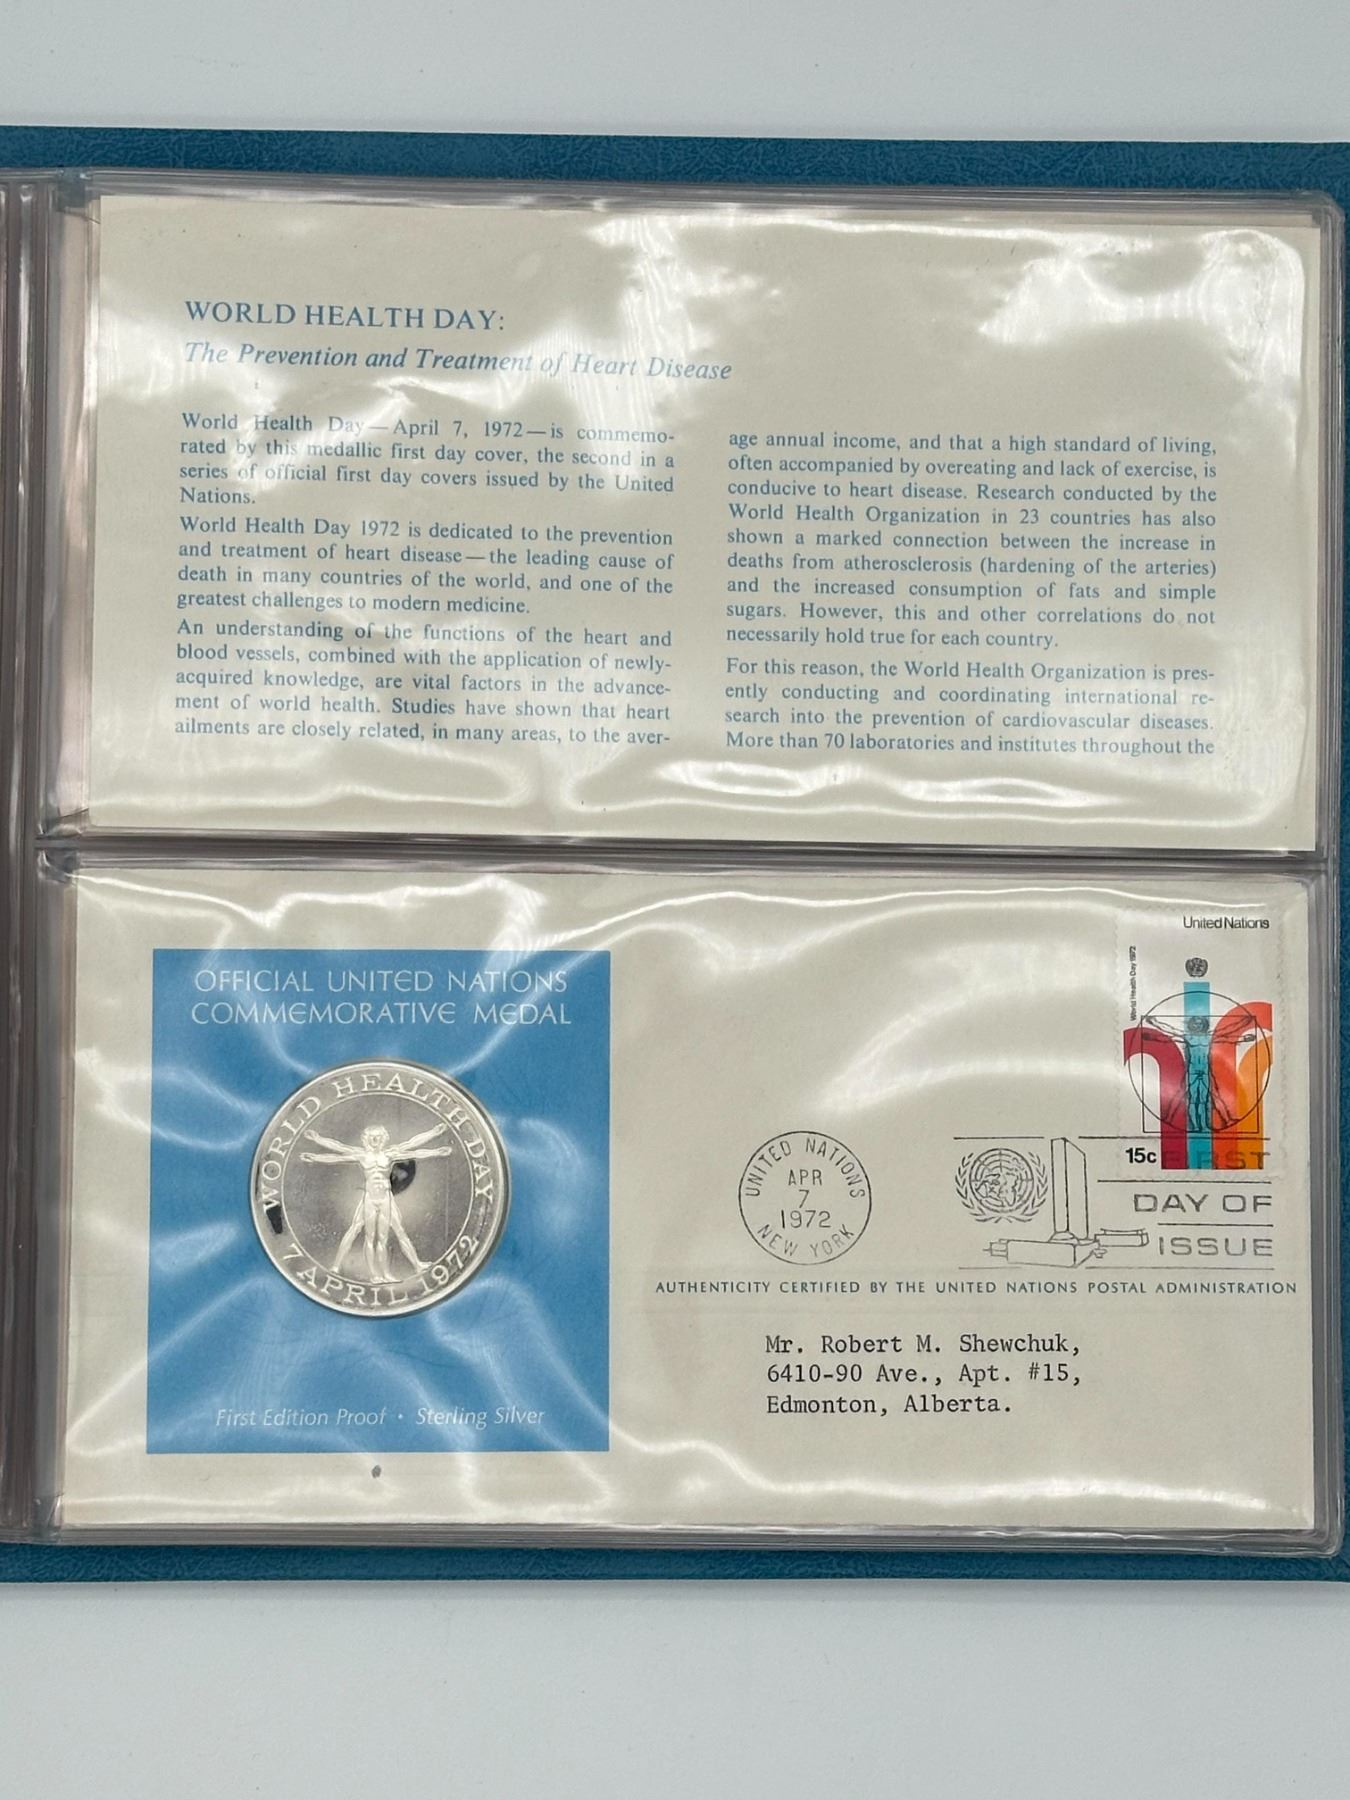 WORLD HEALTH DAY:
The Prevention and Treatment of Heart Disease
World Health Day—April 7, 1972—is commemo-
rated by this medallic first day cover, the second in a
series of official first day covers issued by the United
Nations.
World Health Day 1972 is dedicated to the prevention
and treatment of heart disease—the leading cause of
death in many countries of the world, and one of the
greatest challenges to modern medicine.
An understanding of the functions of the heart and
blood vessels, combined with the application of newly-
acquired knowledge, are vital factors in the advance-
ment of world health. Studies have shown that heart
ailments are closely related, in many areas, to the aver-
age annual income, and that a high standard of living,
often accompanied by overeating and lack of exercise, is
conducive to heart disease. Research conducted by the
World Health Organization in 23 countries has also
shown a marked connection between the increase in
deaths from atherosclerosis (hardening of the arteries)
and the increased consumption of fats and simple
sugars. However, this and other correlations do not
necessarily hold true for each country.
For this reason, the World Health Organization is pres-
ently conducting and coordinating international re-
search into the prevention of cardiovascular diseases.
More than 70 laboratories and institutes throughout the
OFFICIAL UNITED NATIONS
COMMEMORATIVE MEDAL
WORLD HEALTH DAY
7 APRIL 1972
First Edition Proof • Sterling Silver
United Nations
World Health Day 1972
15c
UNITED NATIONS
APR
7
1972
NEW YORK
FIRST
DAY OF
ISSUE
AUTHENTICITY CERTIFIED BY THE UNITED NATIONS POSTAL ADMINISTRATION
Mr. Robert M. Shewchuk,
6410-90 Ave., Apt. #15,
Edmonton, Alberta.